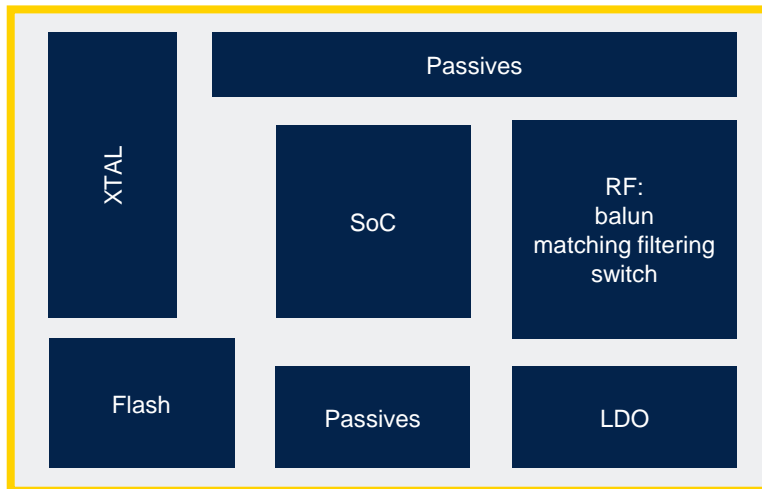 Passives
XTAL
SoC
RF:
balun
matching filtering
switch
Flash
Passives
LDO